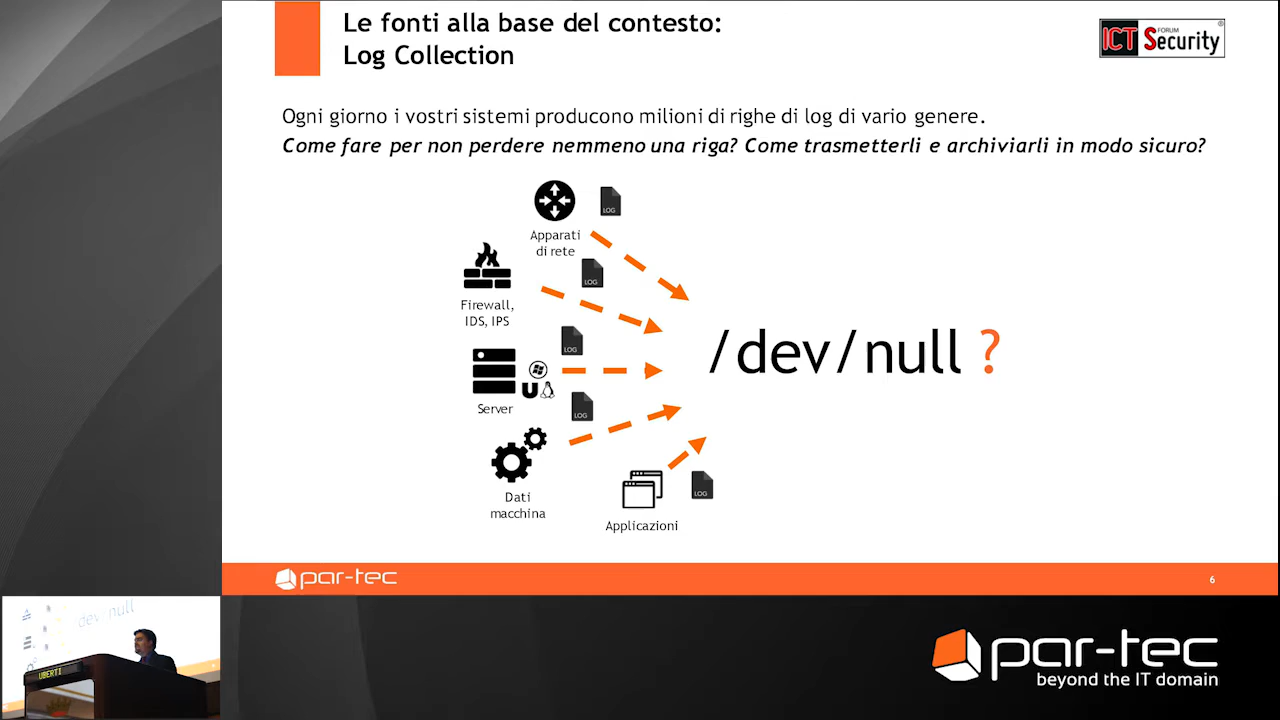 Le fonti alla base del contesto:
Log Collection
ICT FORUM Security
Ogni giorno i vostri sistemi producono milioni di righe di log di vario genere.
Come fare per non perdere nemmeno una riga? Come trasmetterli e archiviarli in modo sicuro?
LOG
Apparati
di rete
LOG
Firewall,
IDS, IPS
LOG
/dev/null ?
Server
LOG
Dati
macchina
LOG
Applicazioni
par-tec
6
dev/null
UBERTI
par-tec
beyond the IT domain